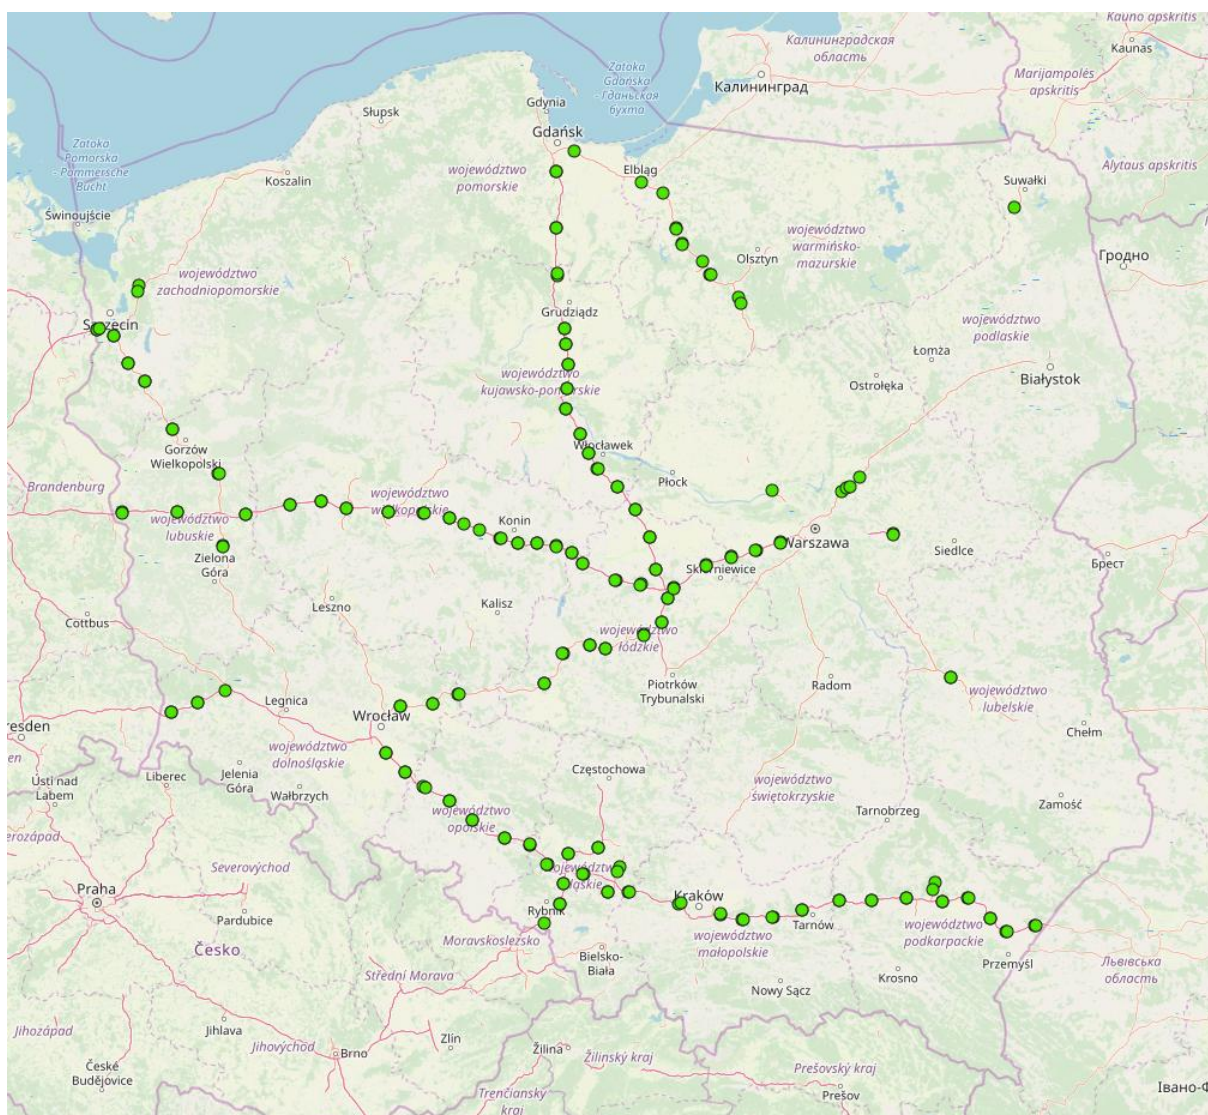 Kauno apskritis
Kaunas
Калининградская
область
Marijampolės
apskritis
Zatoka
Gdańska
- Гданьская
бухта
Калининград
Gdynia
Słupsk
Gdańsk
Zatoka
Pomorska
- Pommersche
Bucht
Alytaus apskritis
Elbląg
województwo
pomorskie
Koszalin
Suwałki
Świnoujście
województwo
warmińsko-
mazurskie
Olsztyn
Гродно
województwo
zachodniopomorskie
Grudziądz
Szczecin
województwo
podlaskie
Łomża
Białystok
województwo
kujawsko-pomorskie
Ostrołęka
Włocławek
Gorzów
Wielkopolski
Płock
Brandenburg
województwo
wielkopolskie
województwo
lubuskie
Konin
Warszawa
Siedlce
Брест
Zielona
Góra
Skierniewice
Leszno
Kalisz
Cottbus
województwo
łódzkie
Piotrków
Trybunalski
Radom
województwo
lubelskie
Legnica
Wrocław
resden
Chełm
województwo
dolnośląskie
Ústí nad
Labem
Liberec
Jelenia
Góra
Wałbrzych
Częstochowa
województwo
świętokrzyskie
Zamość
Tarnobrzeg
województwo
opolskie
erozápad
Severovýchod
województwo
śląskie
Praha
Kraków
Rybnik
Pardubice
Tarnów
województwo
podkarpackie
województwo
małopolskie
Moravskoslezsko
Česko
Bielsko-
Biała
Przemyśl
Львівська
область
Střední Morava
Krosno
Nowy Sącz
Jihozápad
Jihlava
Jihovýchod
Brno
Zlín
Žilina
Žilinský kraj
České
Budějovice
Prešovský kraj
Prešov
Trenčiansky
kraj
Івано-Ф